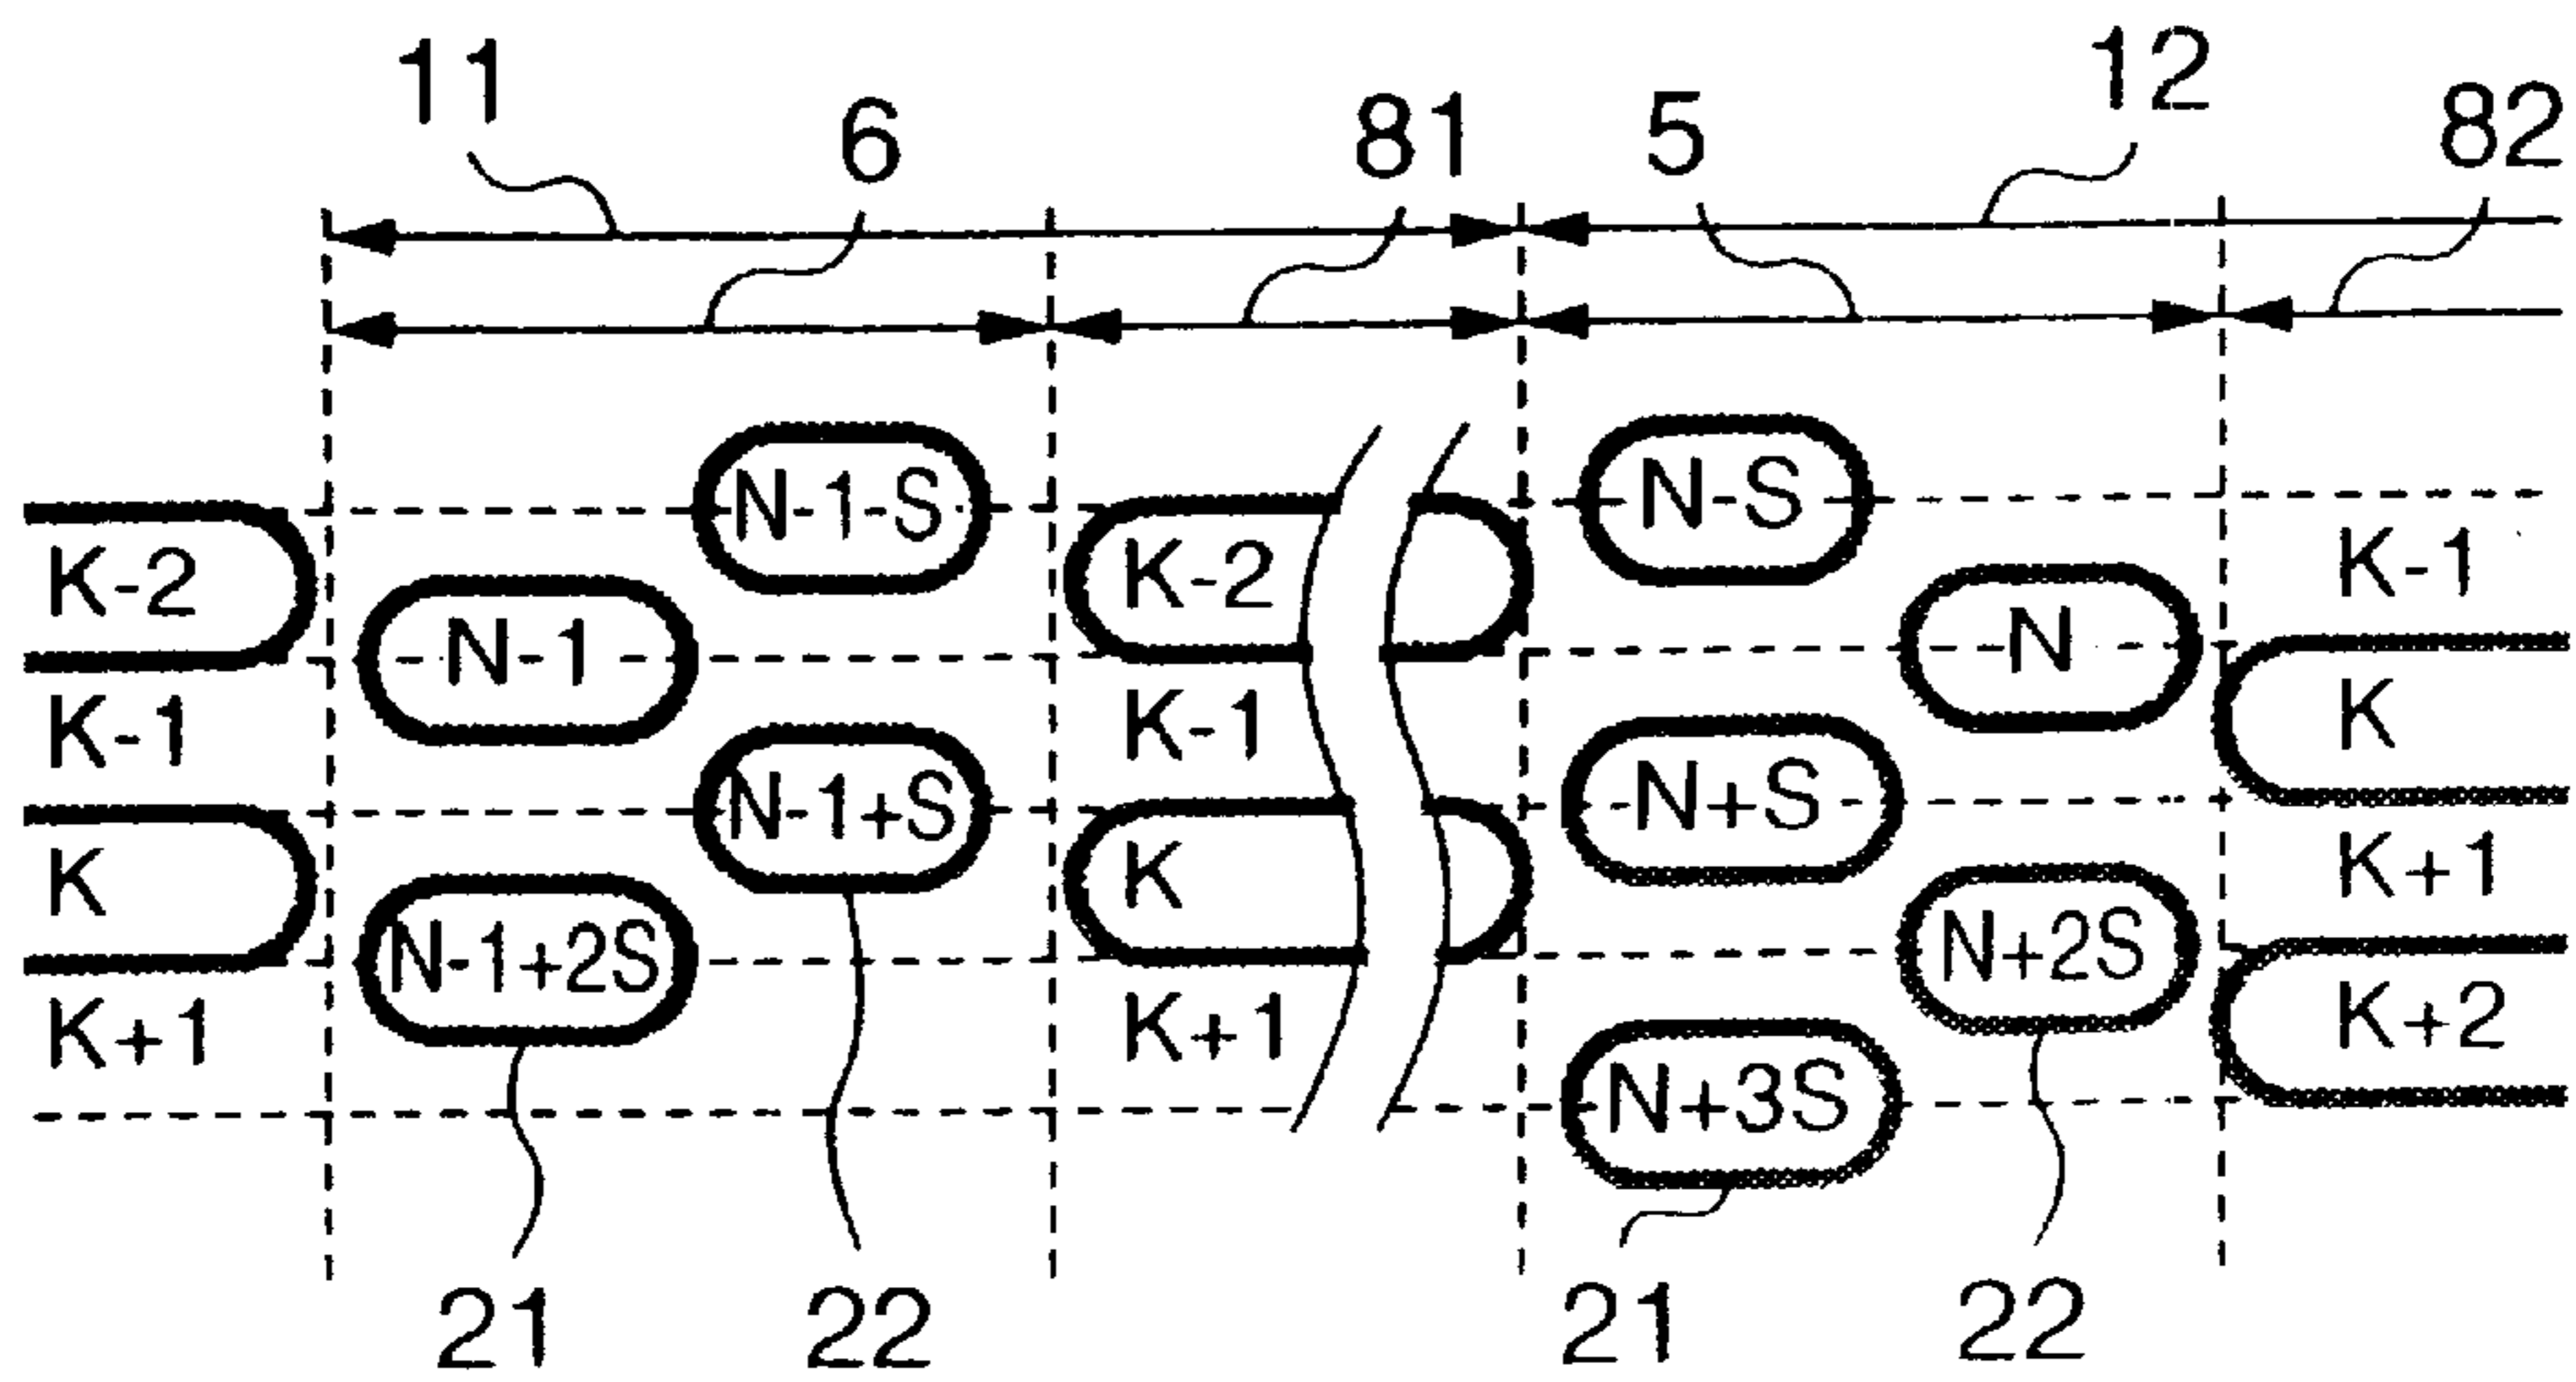 11 12
6 81 5 82
N-1-S N-S
K-2 K-2 K-1
N-1 N
K-1 K-1 K
N-1+S N+S
K K K+1
N-1+2S N+2S
K+1 K+1 K+2
N+3S
21 22 21 22